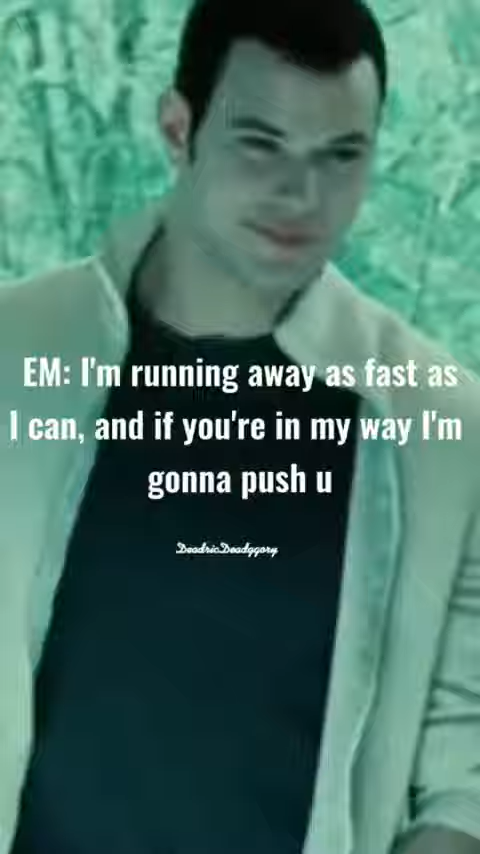 EM: I'm running away as fast as
I can, and if you're in my way I'm
gonna push u
DeadricDeadggory